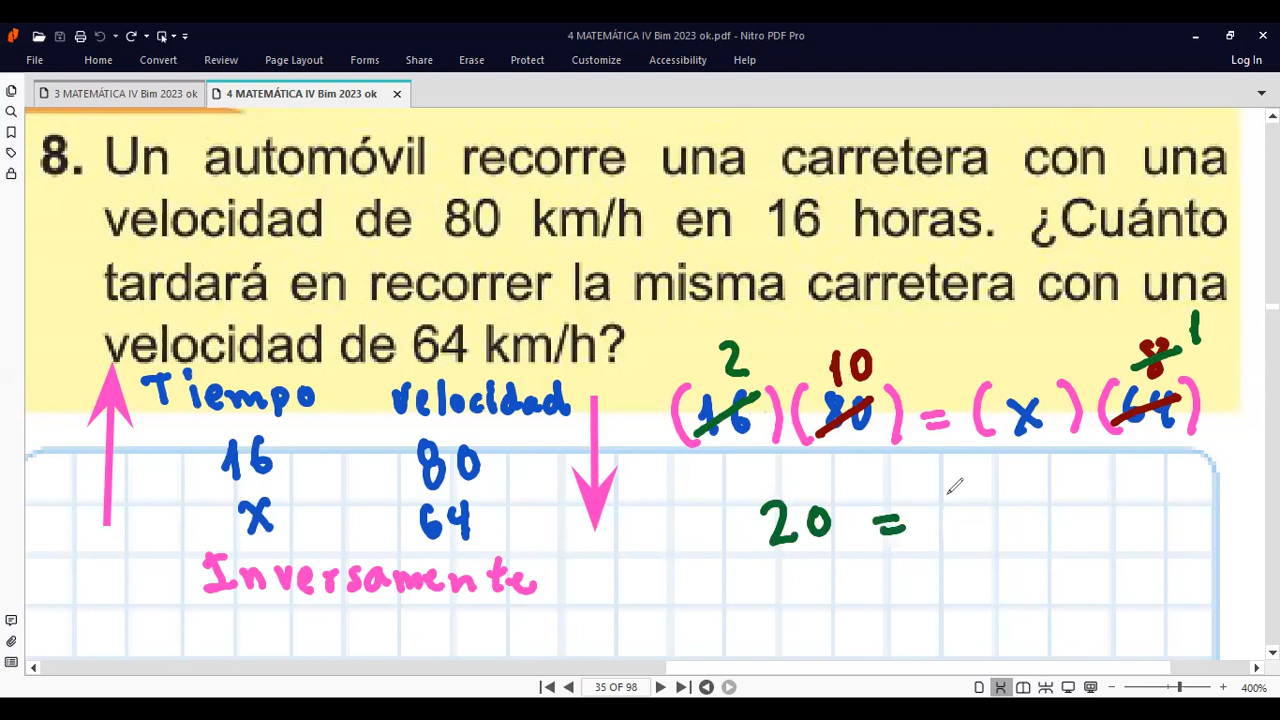 4 MATEMÁTICA IV Bim 2023 ok.pdf - Nitro PDF Pro
File Home Convert Review Page Layout Forms Share Erase Protect Customize Accessibility Help Log In
3 MATEMÁTICA IV Bim 2023 ok 4 MATEMÁTICA IV Bim 2023 ok
8. Un automóvil recorre una carretera con una
velocidad de 80 km/h en 16 horas. ¿Cuánto
tardará en recorrer la misma carretera con una
velocidad de 64 km/h?
Tiempo velocidad
16 80
x 64
Inversamente
2 10 8 1
(16)(80) = (x)(64)
20 =
35 OF 98
400%